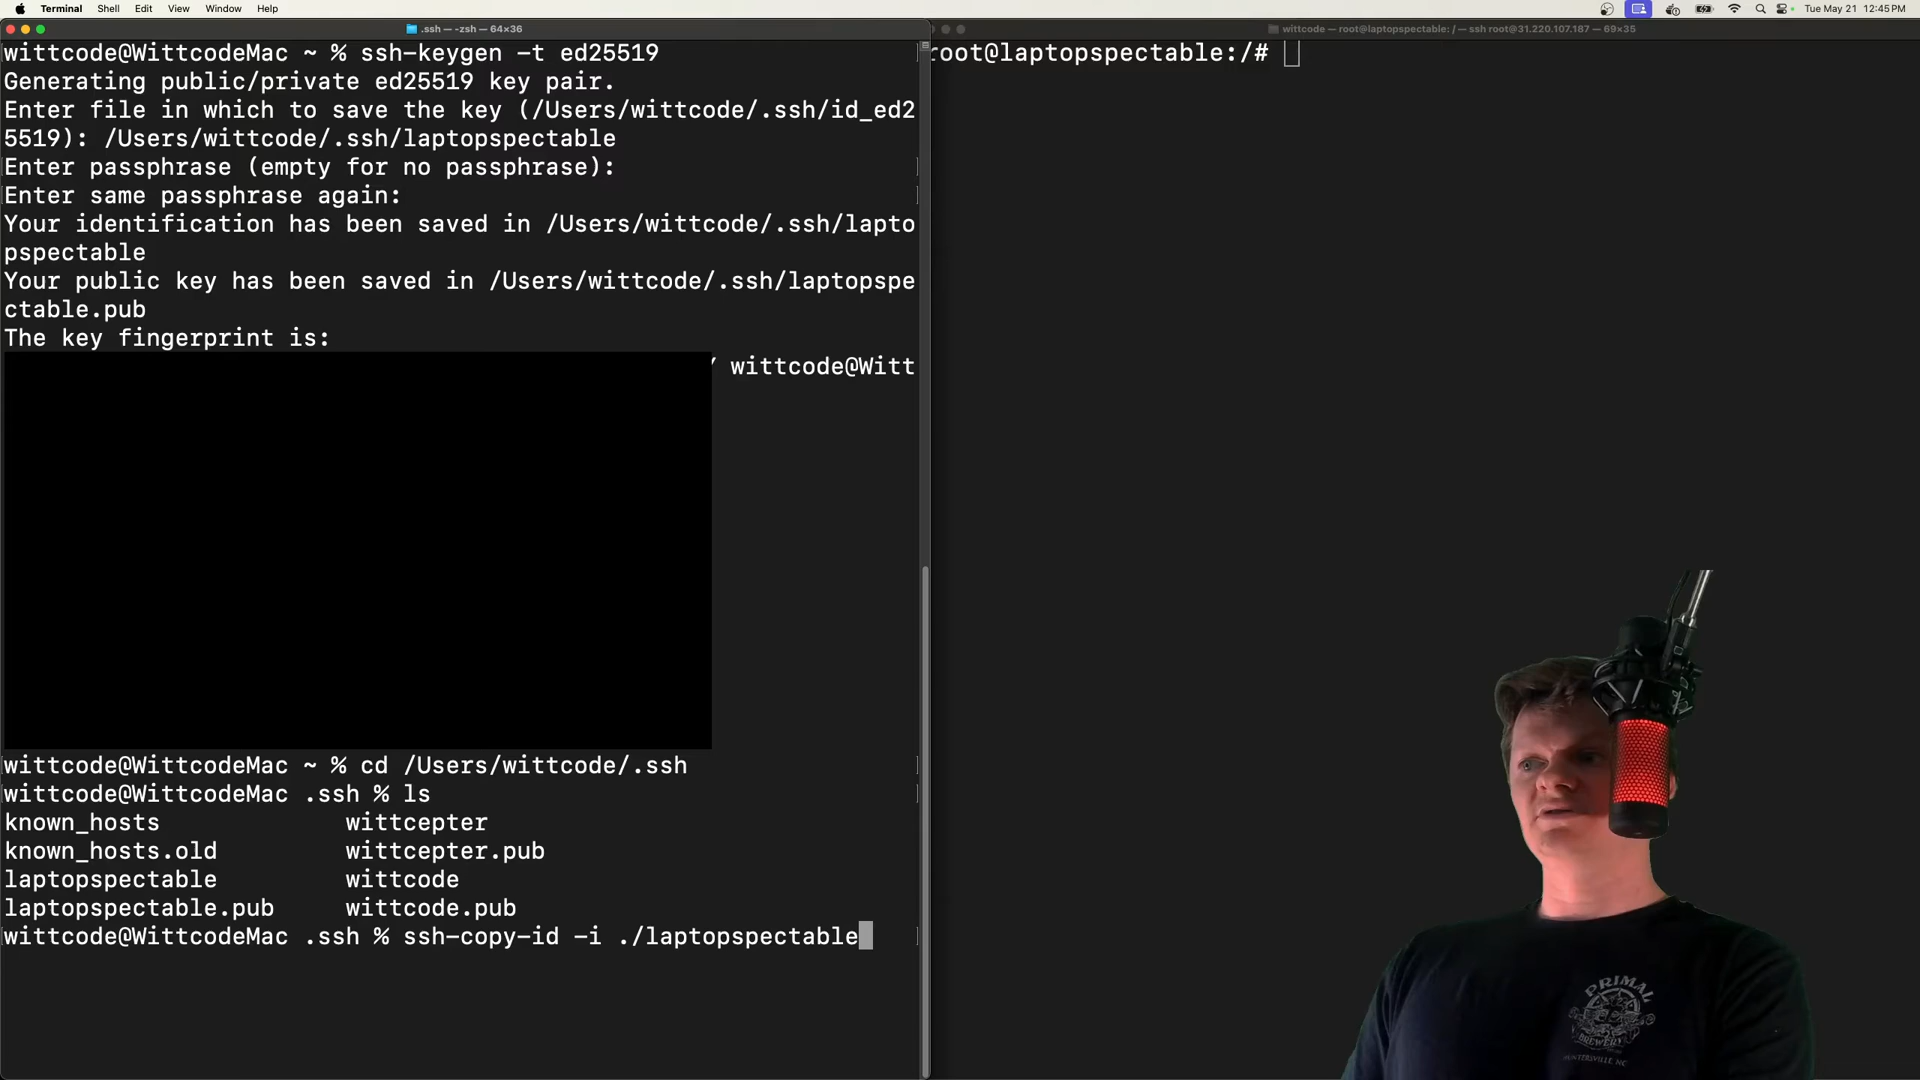 Terminal Shell Edit View Window Help
Tue May 21 12:45 PM
.ssh — -zsh — 64×36
wittcode — root@laptopspectable: / — ssh root@31.220.107.187 — 69×35
wittcode@WittcodeMac ~ % ssh-keygen -t ed25519
Generating public/private ed25519 key pair.
Enter file in which to save the key (/Users/wittcode/.ssh/id_ed2
5519): /Users/wittcode/.ssh/laptopspectable
Enter passphrase (empty for no passphrase):
Enter same passphrase again:
Your identification has been saved in /Users/wittcode/.ssh/lapto
pspectable
Your public key has been saved in /Users/wittcode/.ssh/laptopspe
ctable.pub
The key fingerprint is:
wittcode@Witt
wittcode@WittcodeMac ~ % cd /Users/wittcode/.ssh
wittcode@WittcodeMac .ssh % ls
known_hosts wittcepter
known_hosts.old wittcepter.pub
laptopspectable wittcode
laptopspectable.pub wittcode.pub
wittcode@WittcodeMac .ssh % ssh-copy-id -i ./laptopspectable
root@laptopspectable:/#
PRIMAL
BREWERY
HUNTERSVILLE NC